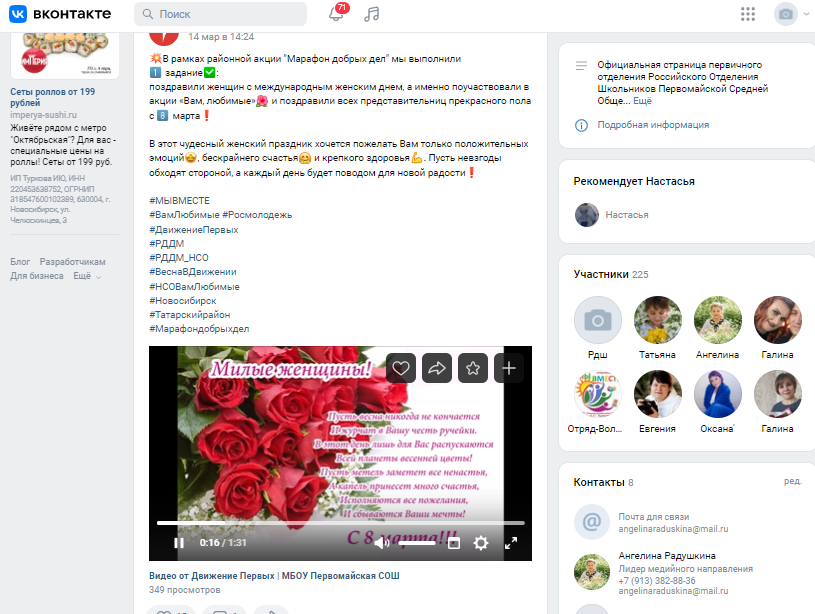 ВКОНТАКТЕ
Поиск
71
ИМПЕРИЯ
Сеты роллов от 199
рублей
imperya-sushi.ru
Живёте рядом с метро
"Октябрьская"? Для вас -
специальные цены на
роллы! Сеты от 199 руб.
ИП Туркова ИЮ, ИНН
220453638752, ОГРНИП
318547600102389, 630004, г.
Новосибирск, ул.
Челюскинцев, 3
Блог Разработчикам
Для бизнеса Ещё
14 мар в 14:24
💥В рамках районной акции "Марафон добрых дел" мы выполнили
1️⃣ задание✅:
поздравили женщин с международным женским днем, а именно поучаствовали в
акции «Вам, любимые»🌺 и поздравили всех представительниц прекрасного пола
с 8️⃣ марта❗
В этот чудесный женский праздник хочется пожелать Вам только положительных
эмоций🤩, бескрайнего счастья🤗 и крепкого здоровья💪. Пусть невзгоды
обходят стороной, а каждый день будет поводом для новой радости❗
#МЫВМЕСТЕ
#ВамЛюбимые #Росмолодежь
#ДвижениеПервых
#РДДМ
#РДДМ_НСО
#ВеснаВДвижении
#НСОВамЛюбимые
#Новосибирск
#Татарскийрайон
#Марафондобрыхдел
Милые женщины!
Пусть весна никогда не кончается
И журчат в Вашу честь ручейки.
В этот день лишь для Вас распускаются
Всей планеты весенней цветы!
Пусть метель заметет все ненастья,
А капель принесет много счастья,
Исполняются все пожелания,
И сбываются Ваши мечты!
С 8 марта!!!
0:16 / 1:31
Видео от Движение Первых | МБОУ Первомайская СОШ
349 просмотров
Официальная страница первичного
отделения Российского Отделения
Школьников Первомайской Средней
Обще... Ещё
Подробная информация
Рекомендует Настасья
Настасья
Участники 225
Рдш Татьяна Ангелина Галина
Отряд-Вол... Евгения Оксана Галина
Контакты 8 ред.
Почта для связи
angelinaraduskina@mail.ru
Ангелина Радушкина
Лидер медийного направления
+7 (913) 382-88-36
angelinaraduskina@mail.ru